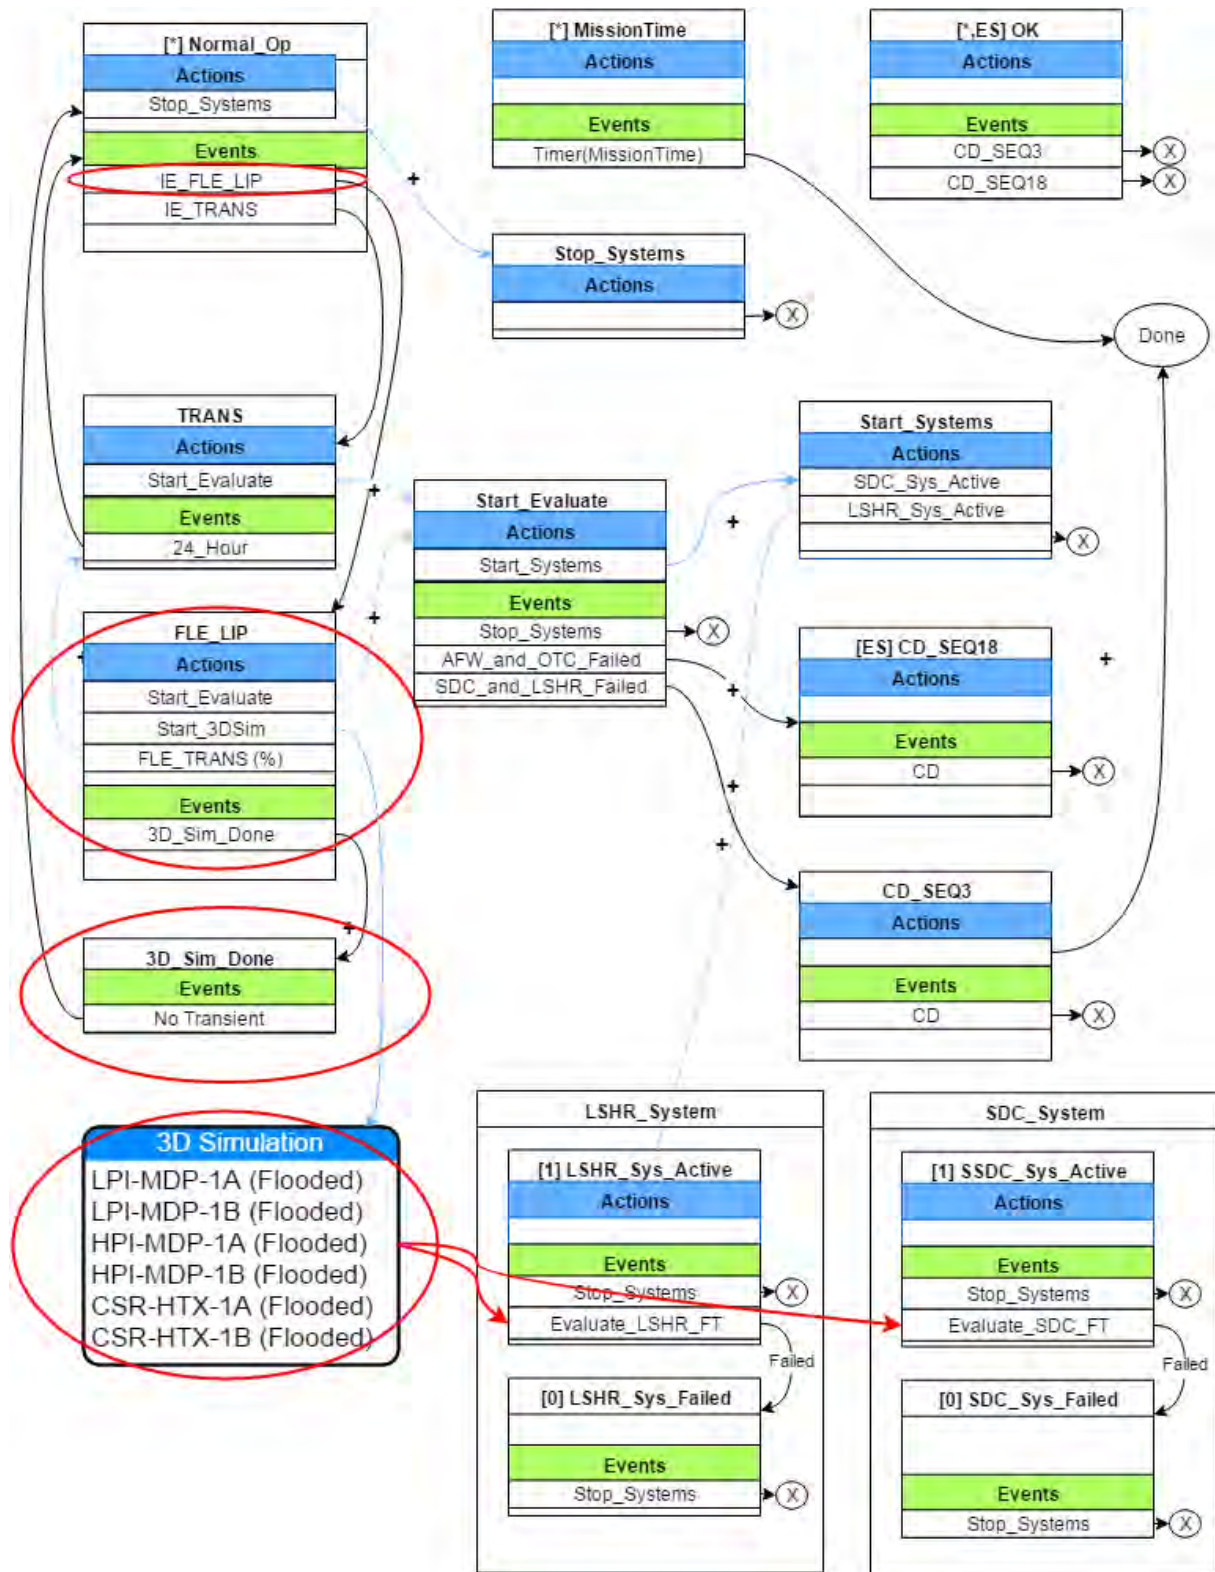 [*] Normal_Op
Actions
Stop_Systems
Events
IE_FLE_LIP
IE_TRANS
[*] MissionTime
Actions
Events
Timer(MissionTime)
[*,ES] OK
Actions
Events
CD_SEQ3
X
CD_SEQ18
X
+
Stop_Systems
Actions
X
Done
TRANS
Actions
Start_Evaluate
Events
24_Hour
+
Start_Evaluate
Actions
Start_Systems
Events
Stop_Systems
X
AFW_and_OTC_Failed
SDC_and_LSHR_Failed
+
Start_Systems
Actions
SDC_Sys_Active
LSHR_Sys_Active
X
+
FLE_LIP
Actions
Start_Evaluate
Start_3DSim
FLE_TRANS (%)
Events
3D_Sim_Done
+
[ES] CD_SEQ18
Actions
Events
CD
X
+
+
+
+
CD_SEQ3
Actions
Events
CD
X
+
3D_Sim_Done
Events
No Transient
3D Simulation
LPI-MDP-1A (Flooded)
LPI-MDP-1B (Flooded)
HPI-MDP-1A (Flooded)
HPI-MDP-1B (Flooded)
CSR-HTX-1A (Flooded)
CSR-HTX-1B (Flooded)
LSHR_System
[1] LSHR_Sys_Active
Actions
Events
Stop_Systems
X
Evaluate_LSHR_FT
Failed
[0] LSHR_Sys_Failed
Events
Stop_Systems
X
SDC_System
[1] SSDC_Sys_Active
Actions
Events
Stop_Systems
X
Evaluate_SDC_FT
Failed
[0] SDC_Sys_Failed
Events
Stop_Systems
X